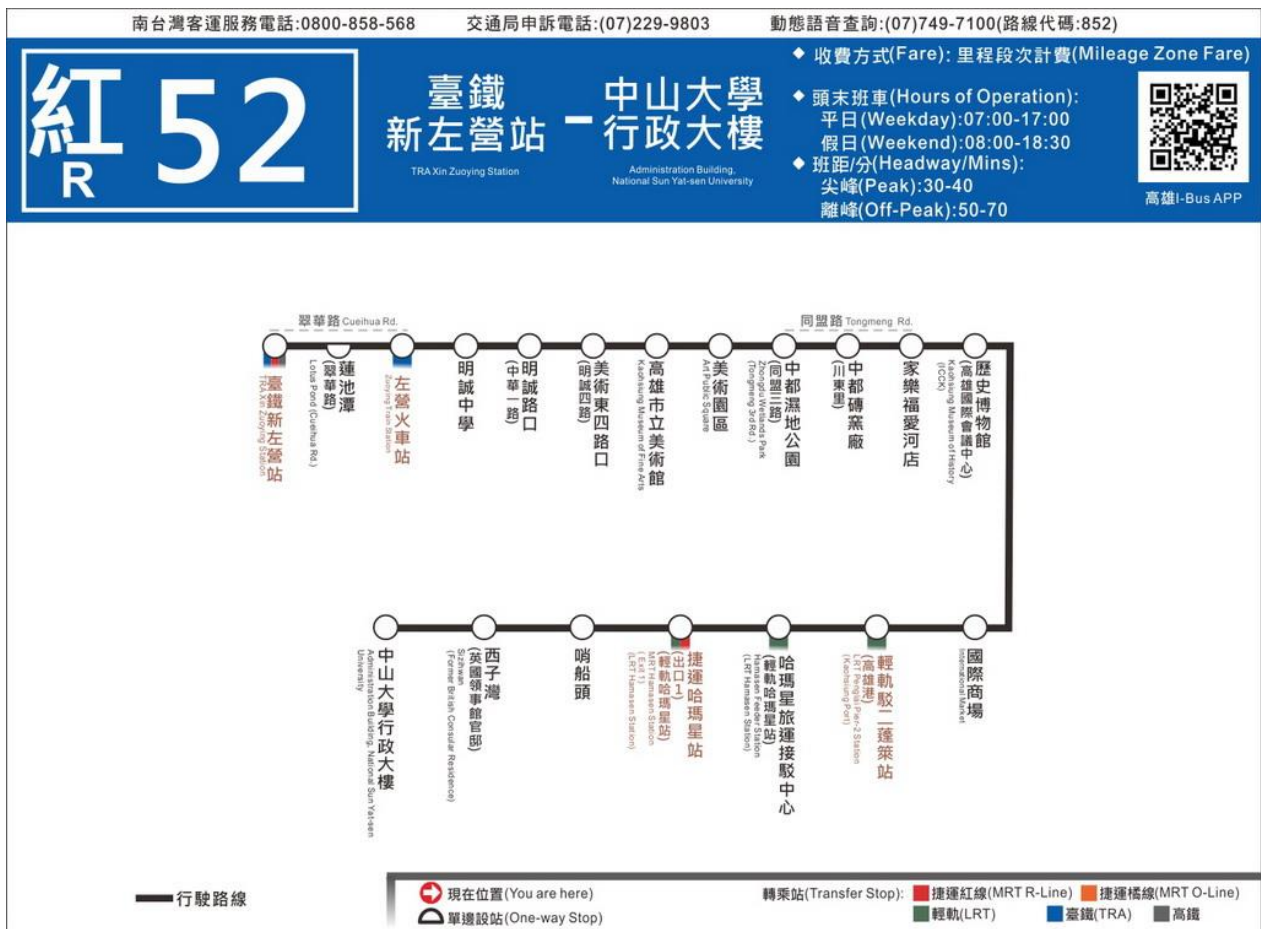 南台灣客運服務電話:0800-858-568 交通局申訴電話:(07)229-9803 動態語音查詢:(07)749-7100(路線代碼:852)
紅
R
52
臺鐵
新左營站
TRA Xin Zuoying Station
中山大學
行政大樓
Administration Building,
National Sun Yat-sen University
◆ 收費方式(Fare): 里程段次計費(Mileage Zone Fare)
◆ 頭末班車(Hours of Operation):
平日(Weekday):07:00-17:00
假日(Weekend):08:00-18:30
◆ 班距/分(Headway/Mins):
尖峰(Peak):30-40
離峰(Off-Peak):50-70
高雄I-Bus APP
翠華路 Cueihua Rd.
同盟路 Tongmeng Rd.
臺鐵新左營站
TRA Xin Zuoying Station
蓮池潭
(翠華路)
Lotus Pond (Cueihua Rd.)
左營火車站
Zuoying Train Station
明誠中學
明誠路口
(中華一路)
美術東四路口
(明誠四路)
高雄市立美術館
Kaohsiung Museum of Fine Arts
美術園區
Art Public Square
中都濕地公園
(同盟三路)
Zhongdu Wetlands Park
(Tongmeng 3rd Rd.)
中都磚窯廠
(川東里)
家樂福愛河店
歷史博物館
(高雄國際會議中心)
Kaohsiung Museum of History
(ICCK)
中山大學行政大樓
Administration Building, National Sun Yat-sen
University
西子灣
(英國領事館官邸)
Sizihwan
(Former British Consular Residence)
哨船頭
捷運哈瑪星站
(出口1)
(輕軌哈瑪星站)
MRT Hamasen Station
(Exit 1)
(LRT Hamasen Station)
哈瑪星旅運接駁中心
(輕軌哈瑪星站)
Hamasen Feeder Station
(LRT Hamasen Station)
輕軌駁二蓬萊站
(高雄港)
LRT Penglai Pier-2 Station
(Kaohsiung Port)
國際商場
International Market
行駛路線
現在位置(You are here)
單邊設站(One-way Stop)
轉乘站(Transfer Stop): 捷運紅線(MRT R-Line) 捷運橘線(MRT O-Line)
輕軌(LRT) 臺鐵(TRA) 高鐵